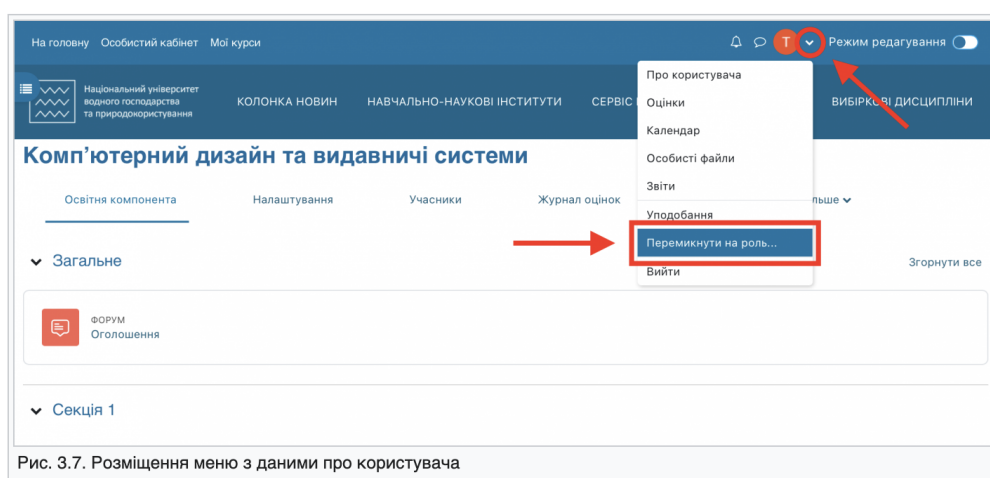 На головну Особистий кабінет Мої курси
Т
Режим редагування
Національний університет
водного господарства
та природокористування
КОЛОНКА НОВИН НАВЧАЛЬНО-НАУКОВІ ІНСТИТУТИ СЕРВІС ВИБІРКОВІ ДИСЦИПЛІНИ
Про користувача
Оцінки
Календар
Особисті файли
Звіти
Уподобання
Перемикнути на роль...
Вийти
Комп'ютерний дизайн та видавничі системи
Освітня компонента Налаштування Учасники Журнал оцінок
Загальне
Згорнути все
ФОРУМ
Оголошення
Секція 1
Рис. 3.7. Розміщення меню з даними про користувача